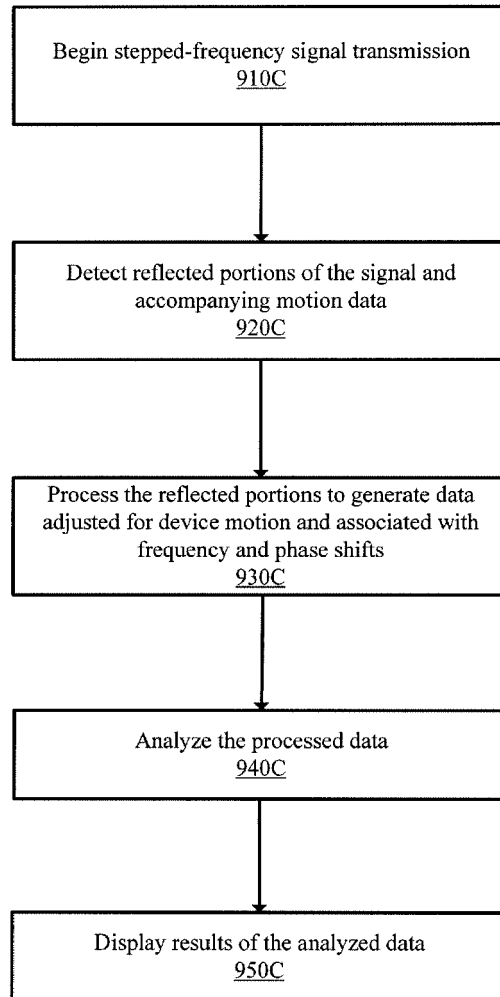 Begin stepped-frequency signal transmission
910C
Detect reflected portions of the signal and
accompanying motion data
920C
Process the reflected portions to generate data
adjusted for device motion and associated with
frequency and phase shifts
930C
Analyze the processed data
940C
Display results of the analyzed data
950C